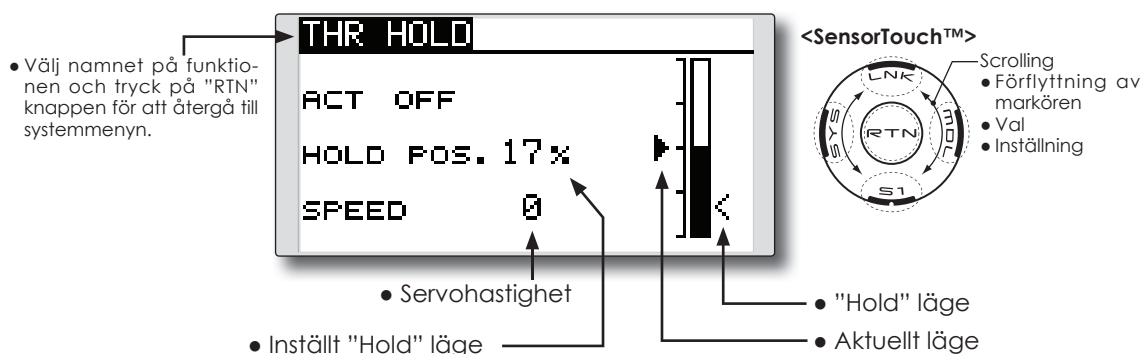 THR HOLD
● Välj namnet på funktio-
nen och tryck på ”RTN”
knappen för att återgå till
systemmenyn.
ACT OFF
HOLD POS. 17%
SPEED 0
<
● Servohastighet
● Inställt ”Hold” läge
● ”Hold” läge
● Aktuellt läge
<SensorTouch™>
Scrolling
● Förflyttning av
markören
● Val
● Inställning
LNK
SYS
RTN
MDL
S1